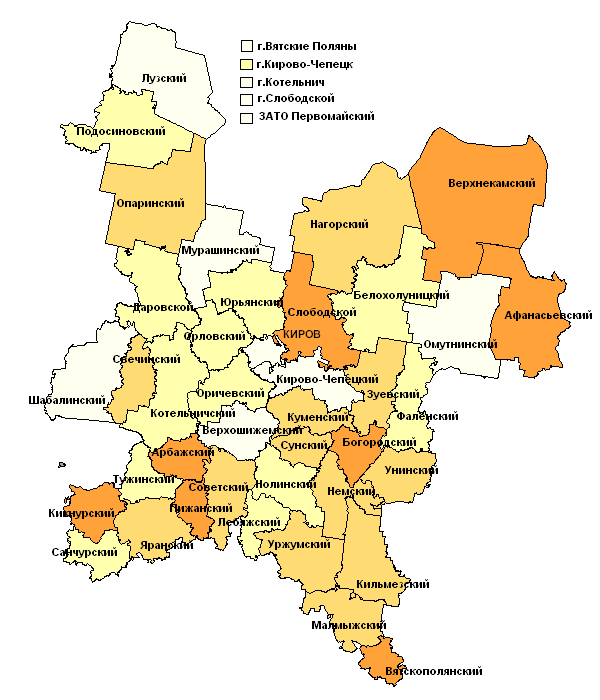 г.Вятские Поляны
г.Кирово-Чепецк
г.Котельнич
г.Слободской
ЗАТО Первомайский
Лузский
Подосиновский
Опаринский
Мурашинский
Нагорский
Верхнекамский
Даровской
Юрьянский
Слободской
Белохолуницкий
Афанасьевский
Орловский
КИРОВ
Омутнинский
Свечинский
Шабалинский
Кирово-Чепецкий
Оричевский
Зуевский
Котельничский
Куменский
Фаленский
Верхошижемский
Богородский
Арбажский
Сунский
Унинский
Тужинский
Советский
Нолинский
Немский
Кикнурский
Пижанский
Лебяжский
Санчурский
Яранский
Уржумский
Кильмезский
Малмыжский
Вятскополянский